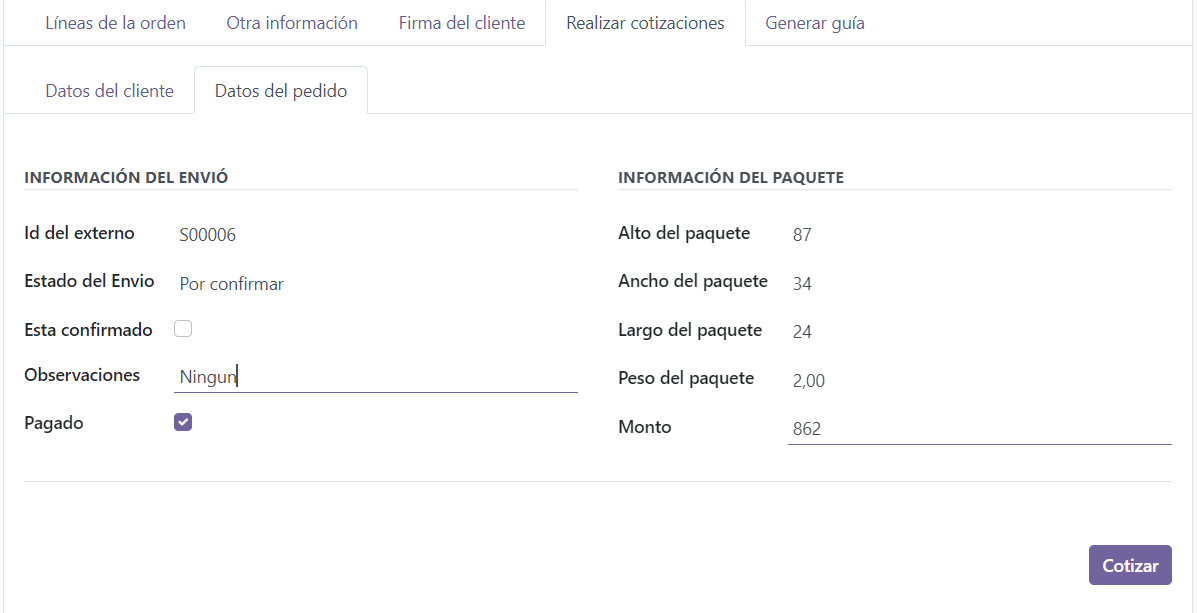 Líneas de la orden Otra información Firma del cliente Realizar cotizaciones Generar guía
Datos del cliente Datos del pedido
INFORMACIÓN DEL ENVIÓ
Id del externo S00006
Estado del Envio Por confirmar
Esta confirmado
Observaciones Ningun
Pagado
INFORMACIÓN DEL PAQUETE
Alto del paquete 87
Ancho del paquete 34
Largo del paquete 24
Peso del paquete 2,00
Monto 862
Cotizar